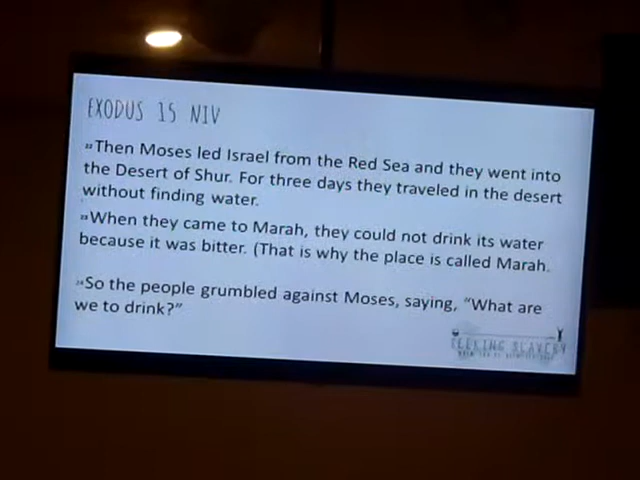 EXODUS 15 NIV
22Then Moses led Israel from the Red Sea and they went into
the Desert of Shur. For three days they traveled in the desert
without finding water.
23When they came to Marah, they could not drink its water
because it was bitter. (That is why the place is called Marah.
24So the people grumbled against Moses, saying, “What are
we to drink?”
SEEKING SLAVERY